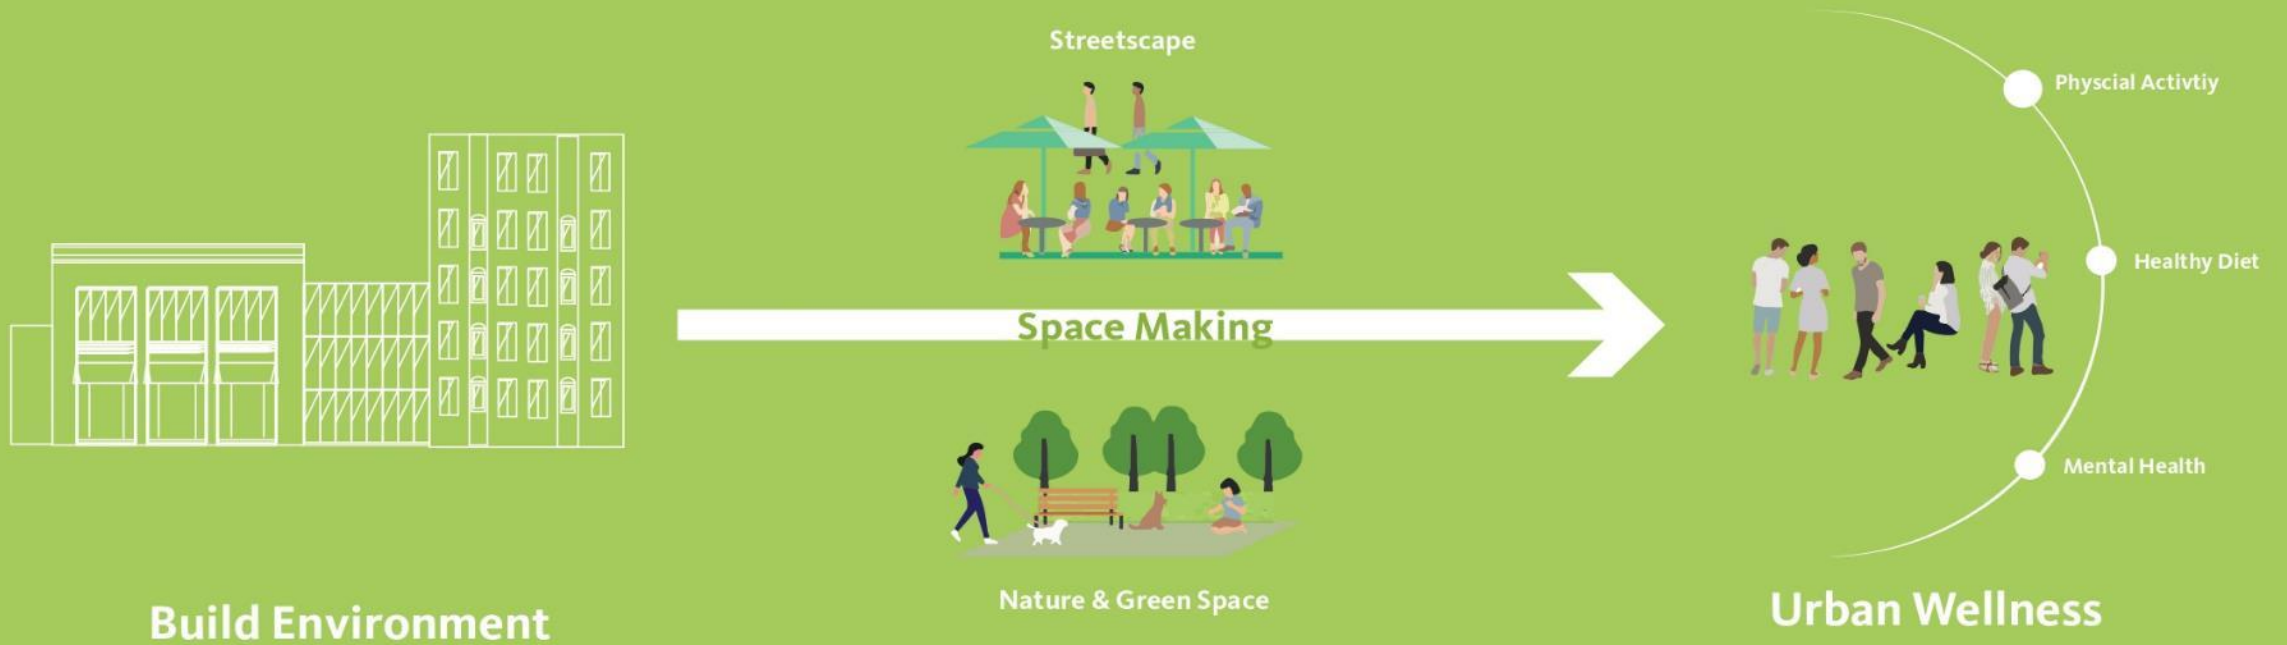 Streetscape
Physcial Activtiy
Healthy Diet
Space Making
Mental Health
Nature & Green Space
Build Environment
Urban Wellness